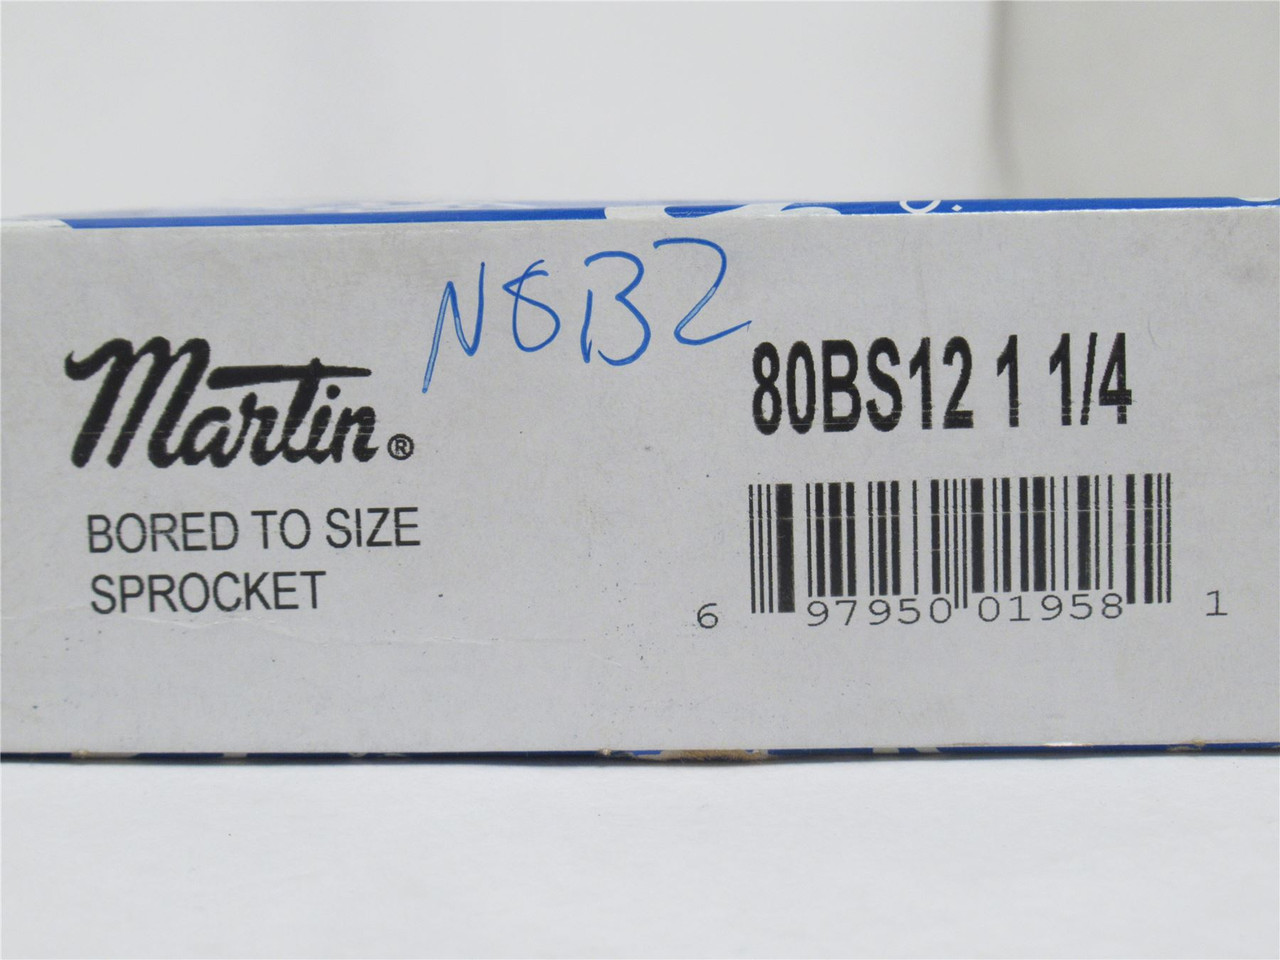 N8B2
Martin®
80BS12 1 1/4
BORED TO SIZE
SPROCKET
6 97950 01958 1